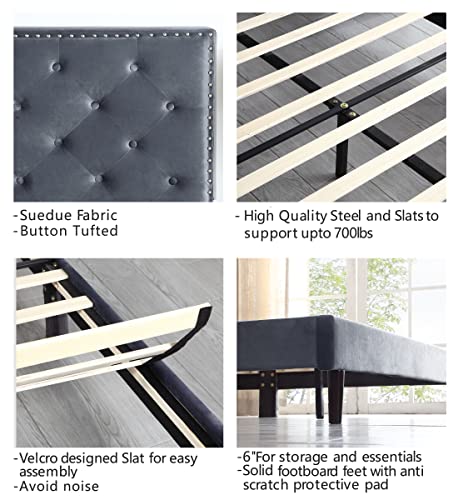 -Suedue Fabric
-Button Tufted
- High Quality Steel and Slats to
support upto 700lbs
-Velcro designed Slat for easy
assembly
-Avoid noise
-6"For storage and essentials
-Solid footboard feet with anti
scratch protective pad